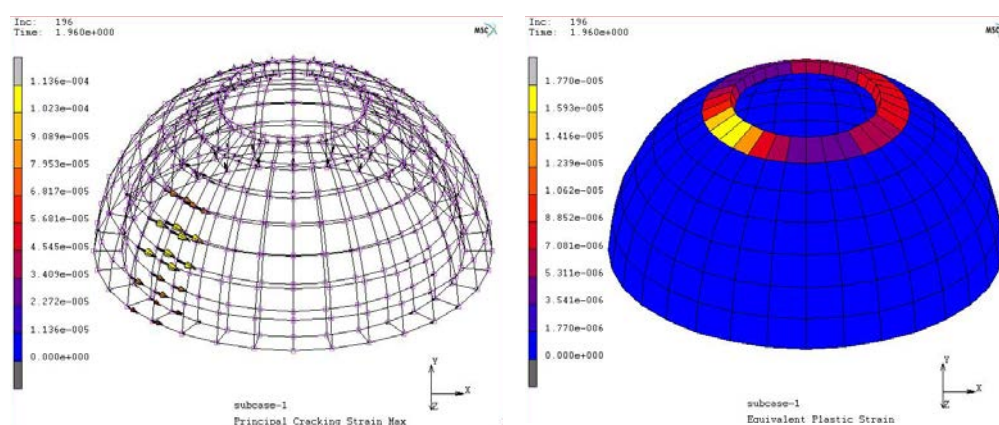 Inc: 196
Time: 1.960e+000
MSC
1.136e-004
1.023e-004
9.089e-005
7.953e-005
6.817e-005
5.681e-005
4.545e-005
3.409e-005
2.272e-005
1.136e-005
0.000e+000
Y
X
Z
subcase-1
Principal Cracking Strain Max
Inc: 196
Time: 1.960e+000
MSC
1.770e-005
1.593e-005
1.416e-005
1.239e-005
1.062e-005
8.852e-006
7.081e-006
5.311e-006
3.541e-006
1.770e-006
0.000e+000
Y
X
Z
subcase-1
Equivalent Plastic Strain